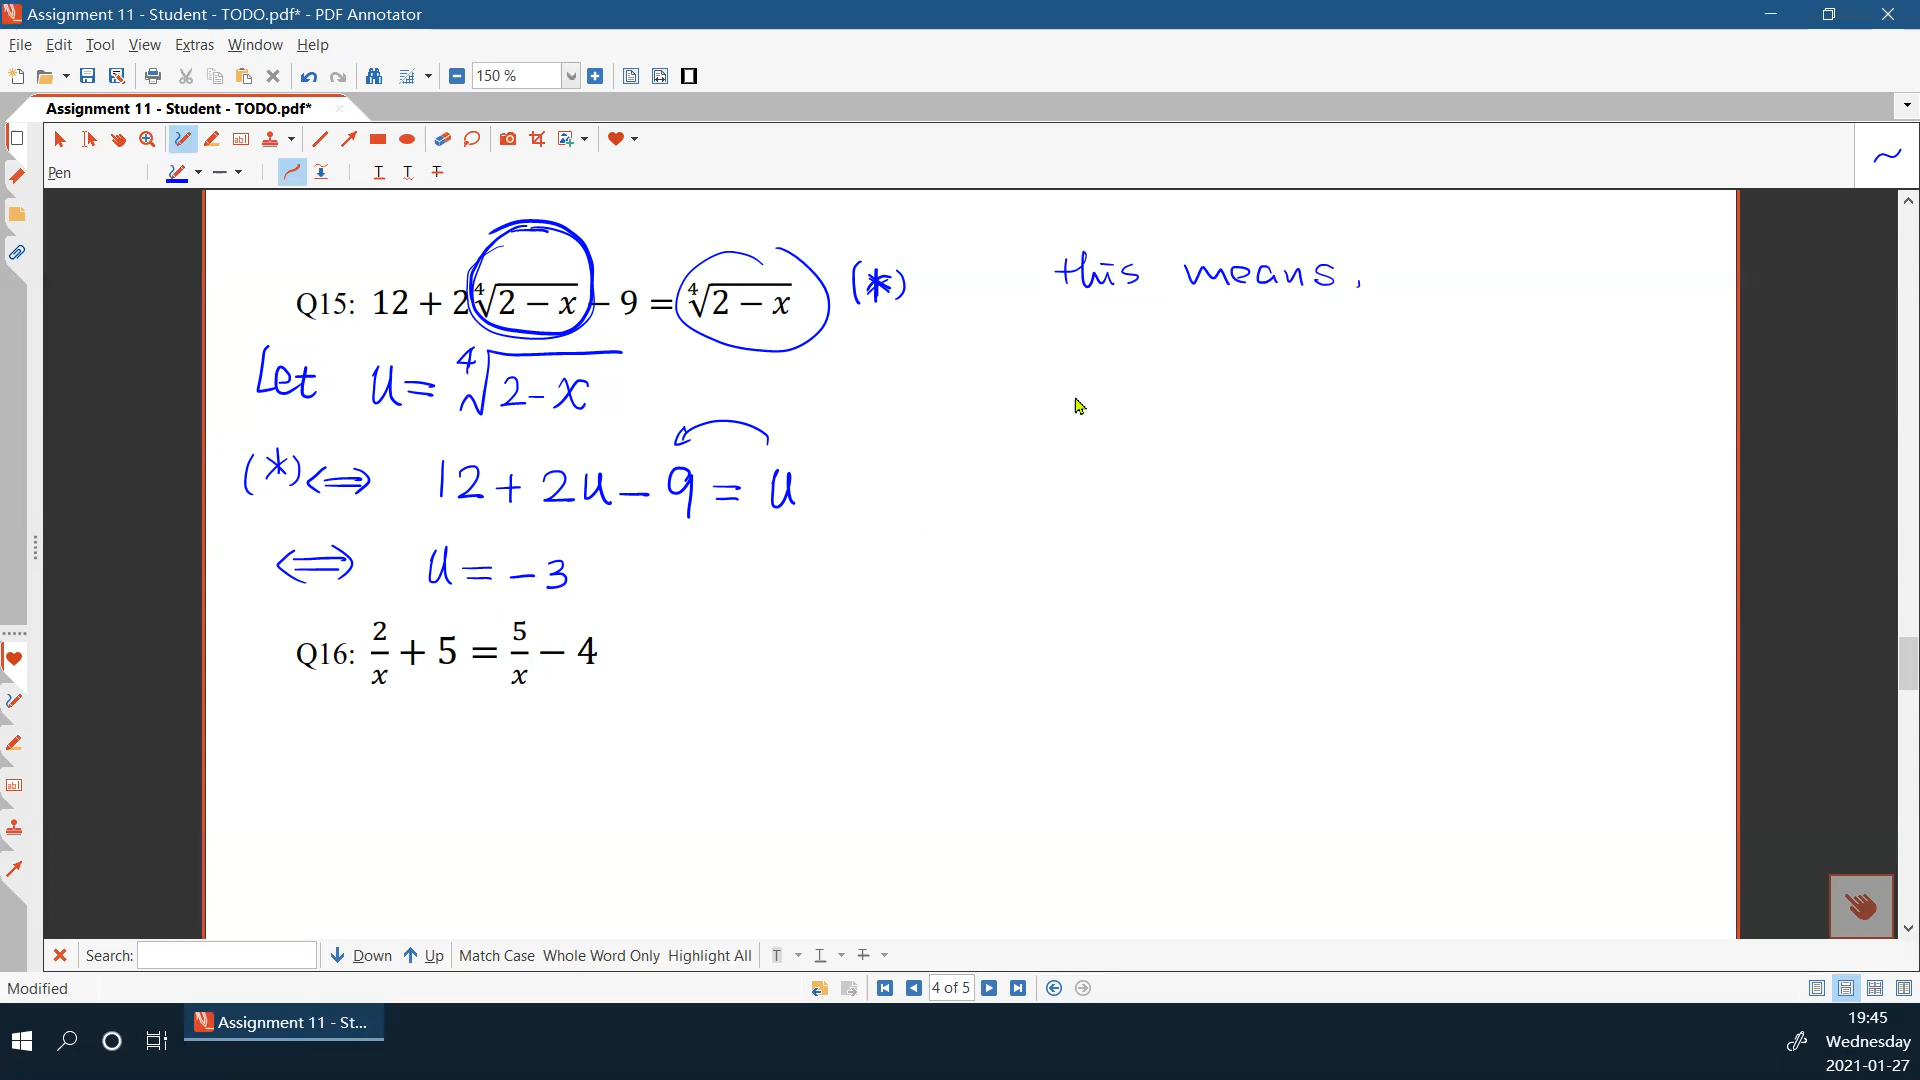 Assignment 11 - Student - TODO.pdf* - PDF Annotator
File Edit Tool View Extras Window Help
150 %
Assignment 11 - Student - TODO.pdf*
Pen
Q15: 12 + 2∜(2 − x) − 9 = ∜(2 − x) (*)
this means,
Let u = ∜(2-x)
(*) ⟺ 12 + 2u − 9 = u
⟺ u = −3
Q16: 2/x + 5 = 5/x − 4
Search: Down Up Match Case Whole Word Only Highlight All
Modified
4 of 5
Assignment 11 - St...
19:45
Wednesday
2021-01-27